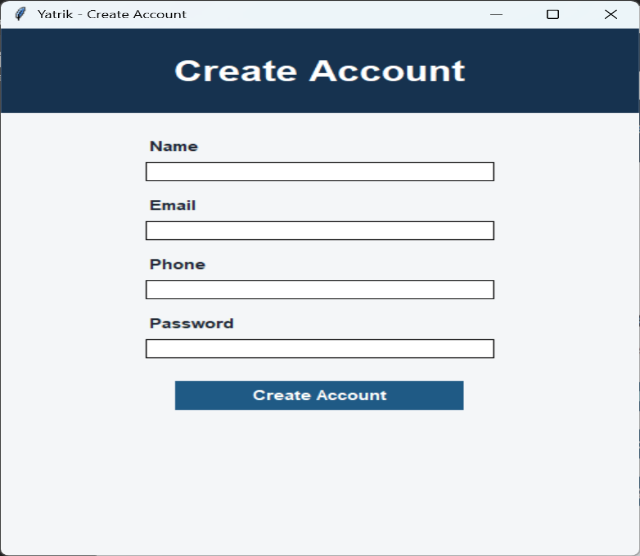 Yatrik - Create Account
Create Account
Name
Email
Phone
Password
Create Account